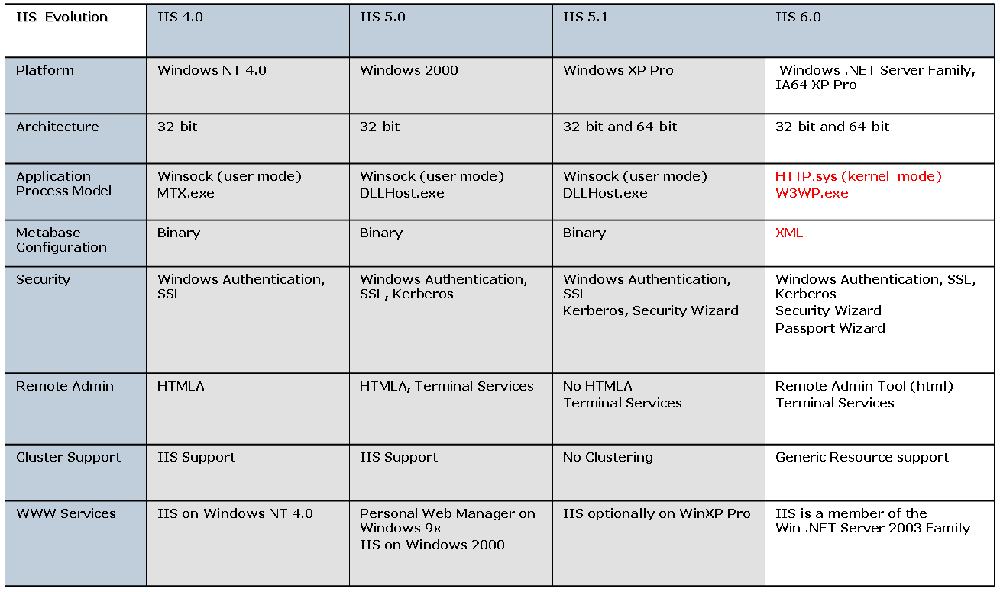 IIS  Evolution
IIS 4.0
IIS 5.0
IIS 5.1
IIS 6.0
Platform
Windows NT 4.0
Windows 2000
Windows XP Pro
Windows .NET Server Family,
IA64 XP Pro
Architecture
32-bit
32-bit
32-bit and 64-bit
32-bit and 64-bit
Application
Process Model
Winsock (user mode)
MTX.exe
Winsock (user mode)
DLLHost.exe
Winsock (user mode)
DLLHost.exe
HTTP.sys (kernel  mode)
W3WP.exe
Metabase
Configuration
Binary
Binary
Binary
XML
Security
Windows Authentication,
SSL
Windows Authentication,
SSL, Kerberos
Windows Authentication,
SSL
Kerberos, Security Wizard
Windows Authentication, SSL,
Kerberos
Security Wizard
Passport Wizard
Remote Admin
HTMLA
HTMLA, Terminal Services
No HTMLA
Terminal Services
Remote Admin Tool (html)
Terminal Services
Cluster Support
IIS Support
IIS Support
No Clustering
Generic Resource support
WWW Services
IIS on Windows NT 4.0
Personal Web Manager on
Windows 9x
IIS on Windows 2000
IIS optionally on WinXP Pro
IIS is a member of the
Win .NET Server 2003 Family